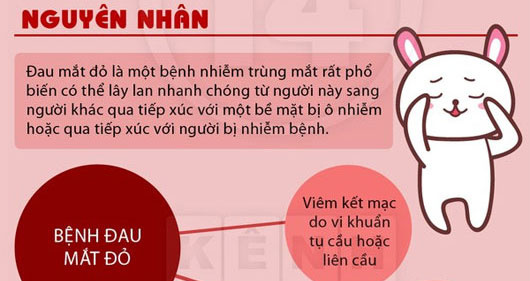 NGUYÊN NHÂN
Đau mắt đỏ là một bệnh nhiễm trùng mắt rất phổ
biến có thể lây lan nhanh chóng từ người này sang
người khác qua tiếp xúc với một bề mặt bị ô nhiễm
hoặc qua tiếp xúc với người bị nhiễm bệnh.
BỆNH ĐAU
MẮT ĐỎ
Viêm kết mạc
do vi khuẩn
tụ cầu hoặc
liên cầu
KÊNH
14